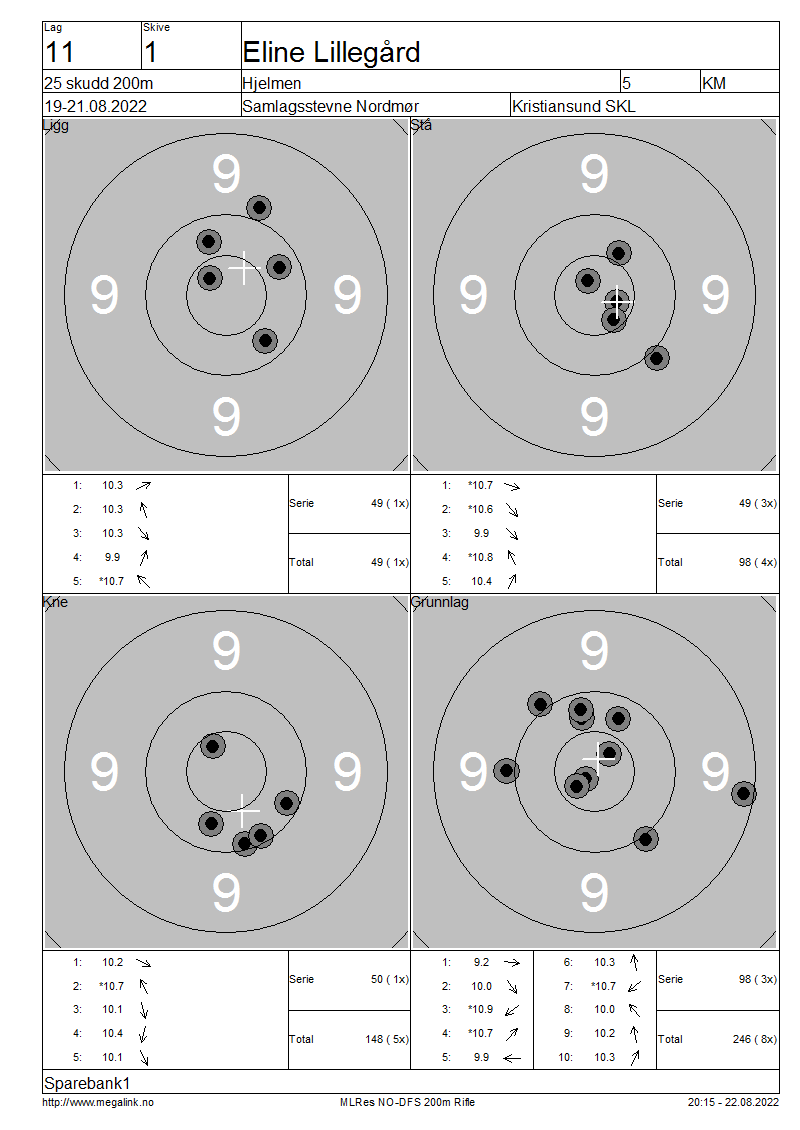 Lag Skive
11 1 Eline Lillegård
25 skudd 200m Hjelmen 5 KM
19-21.08.2022 Samlagsstevne Nordmør Kristiansund SKL
Ligg Stå
9 9
9 9 9 9
9 9
1: 10.3 1: *10.7
2: 10.3 Serie 49 ( 1x) 2: *10.6 Serie 49 ( 3x)
3: 10.3 3: 9.9
4: 9.9 Total 49 ( 1x) 4: *10.8 Total 98 ( 4x)
5: *10.7 5: 10.4
Kne Grunnlag
9 9
9 9 9
9 9
1: 10.2 1: 9.2 6: 10.3
2: *10.7 Serie 50 ( 1x) 2: 10.0 7: *10.7 Serie 98 ( 3x)
3: 10.1 3: *10.9 8: 10.0
4: 10.4 Total 148 ( 5x) 4: *10.7 9: 10.2 Total 246 ( 8x)
5: 10.1 5: 9.9 10: 10.3
Sparebank1
http://www.megalink.no MLRes NO-DFS 200m Rifle 20:15 - 22.08.2022